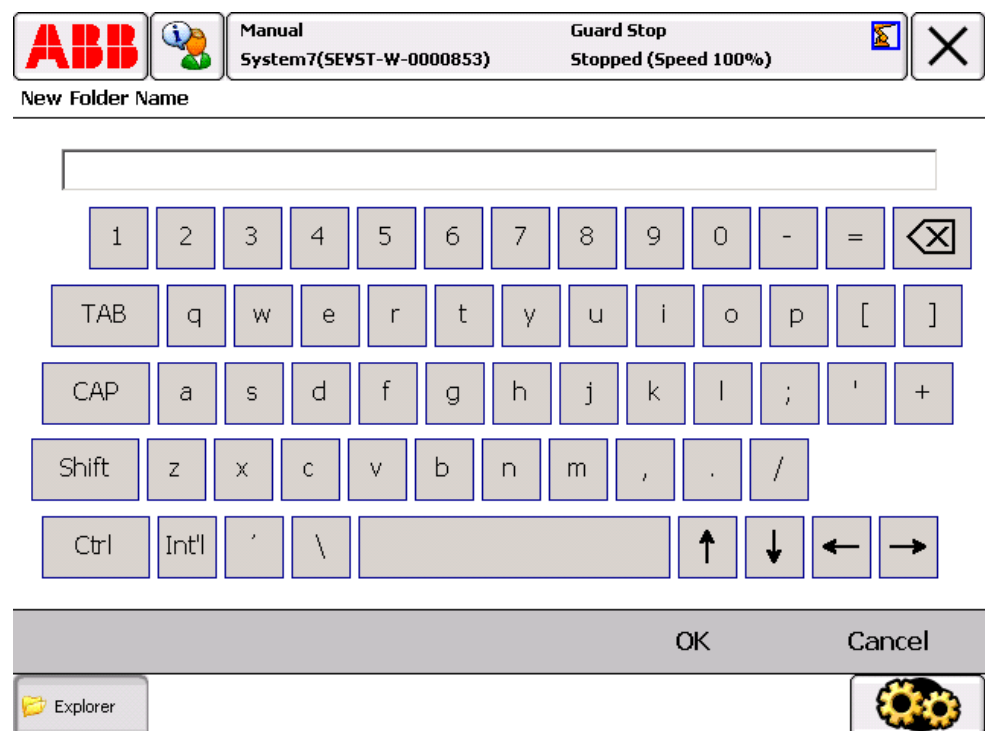 ABB
Manual
System7(SEVST-W-0000853)
Guard Stop
Stopped (Speed 100%)
New Folder Name
1 2 3 4 5 6 7 8 9 0 - =
TAB q w e r t y u i o p [ ]
CAP a s d f g h j k l ; ' +
Shift z x c v b n m , . /
Ctrl Int'l ´ \ ↑ ↓ ← →
OK Cancel
Explorer